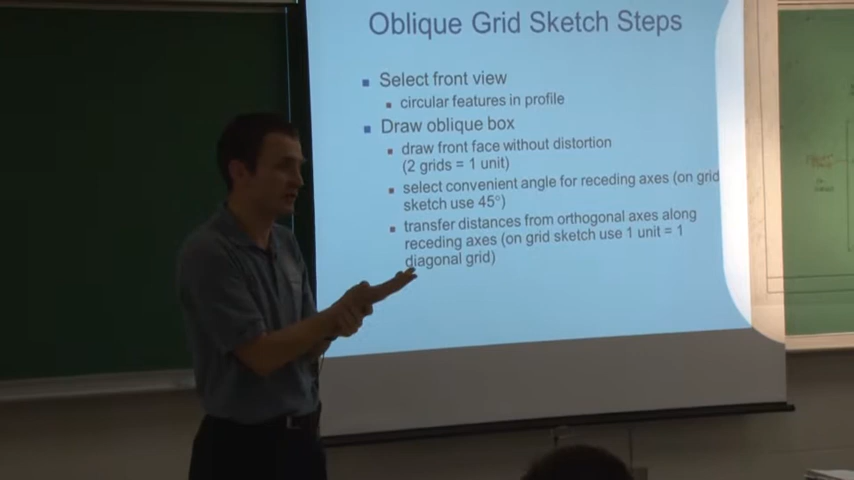 Oblique Grid Sketch Steps
Select front view
circular features in profile
Draw oblique box
draw front face without distortion
(2 grids = 1 unit)
select convenient angle for receding axes (on grid
sketch use 45°)
transfer distances from orthogonal axes along
receding axes (on grid sketch use 1 unit = 1
diagonal grid)